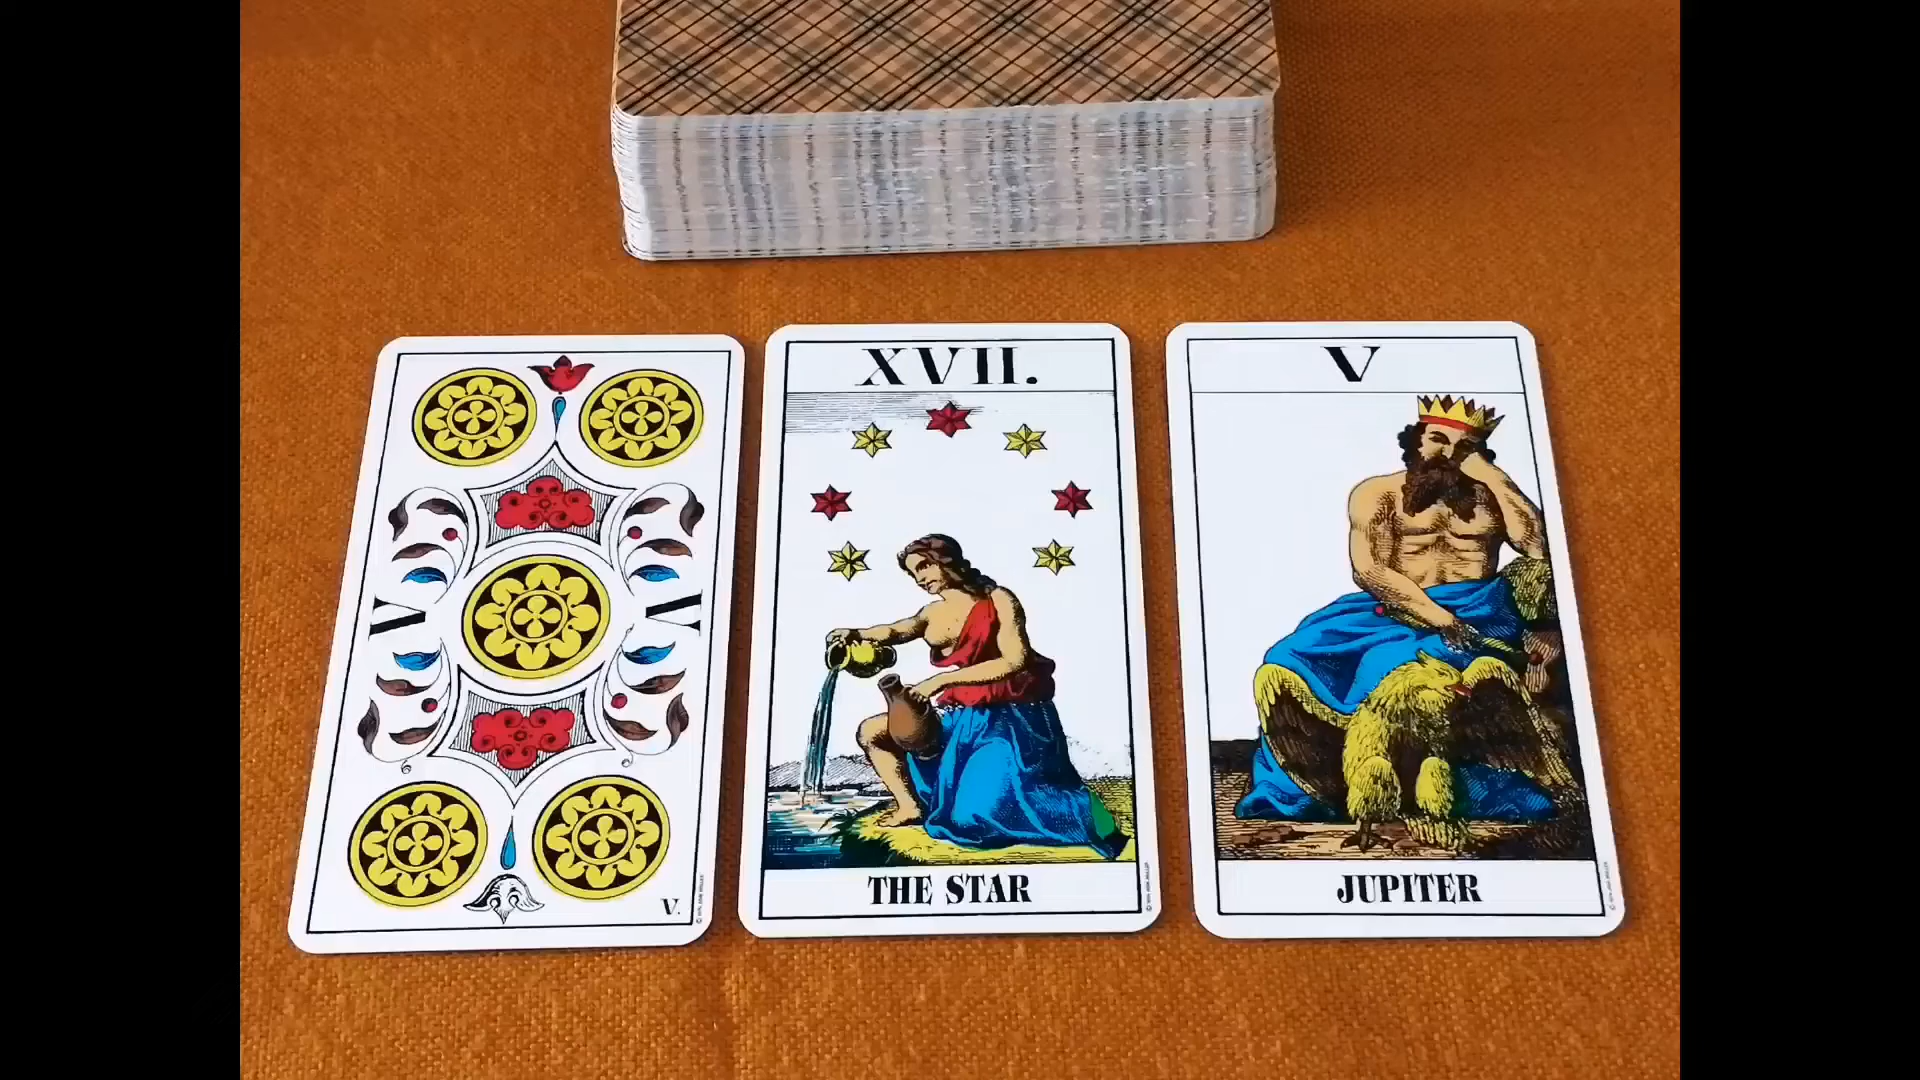 V
V
V.
XVII.
THE STAR
V
JUPITER